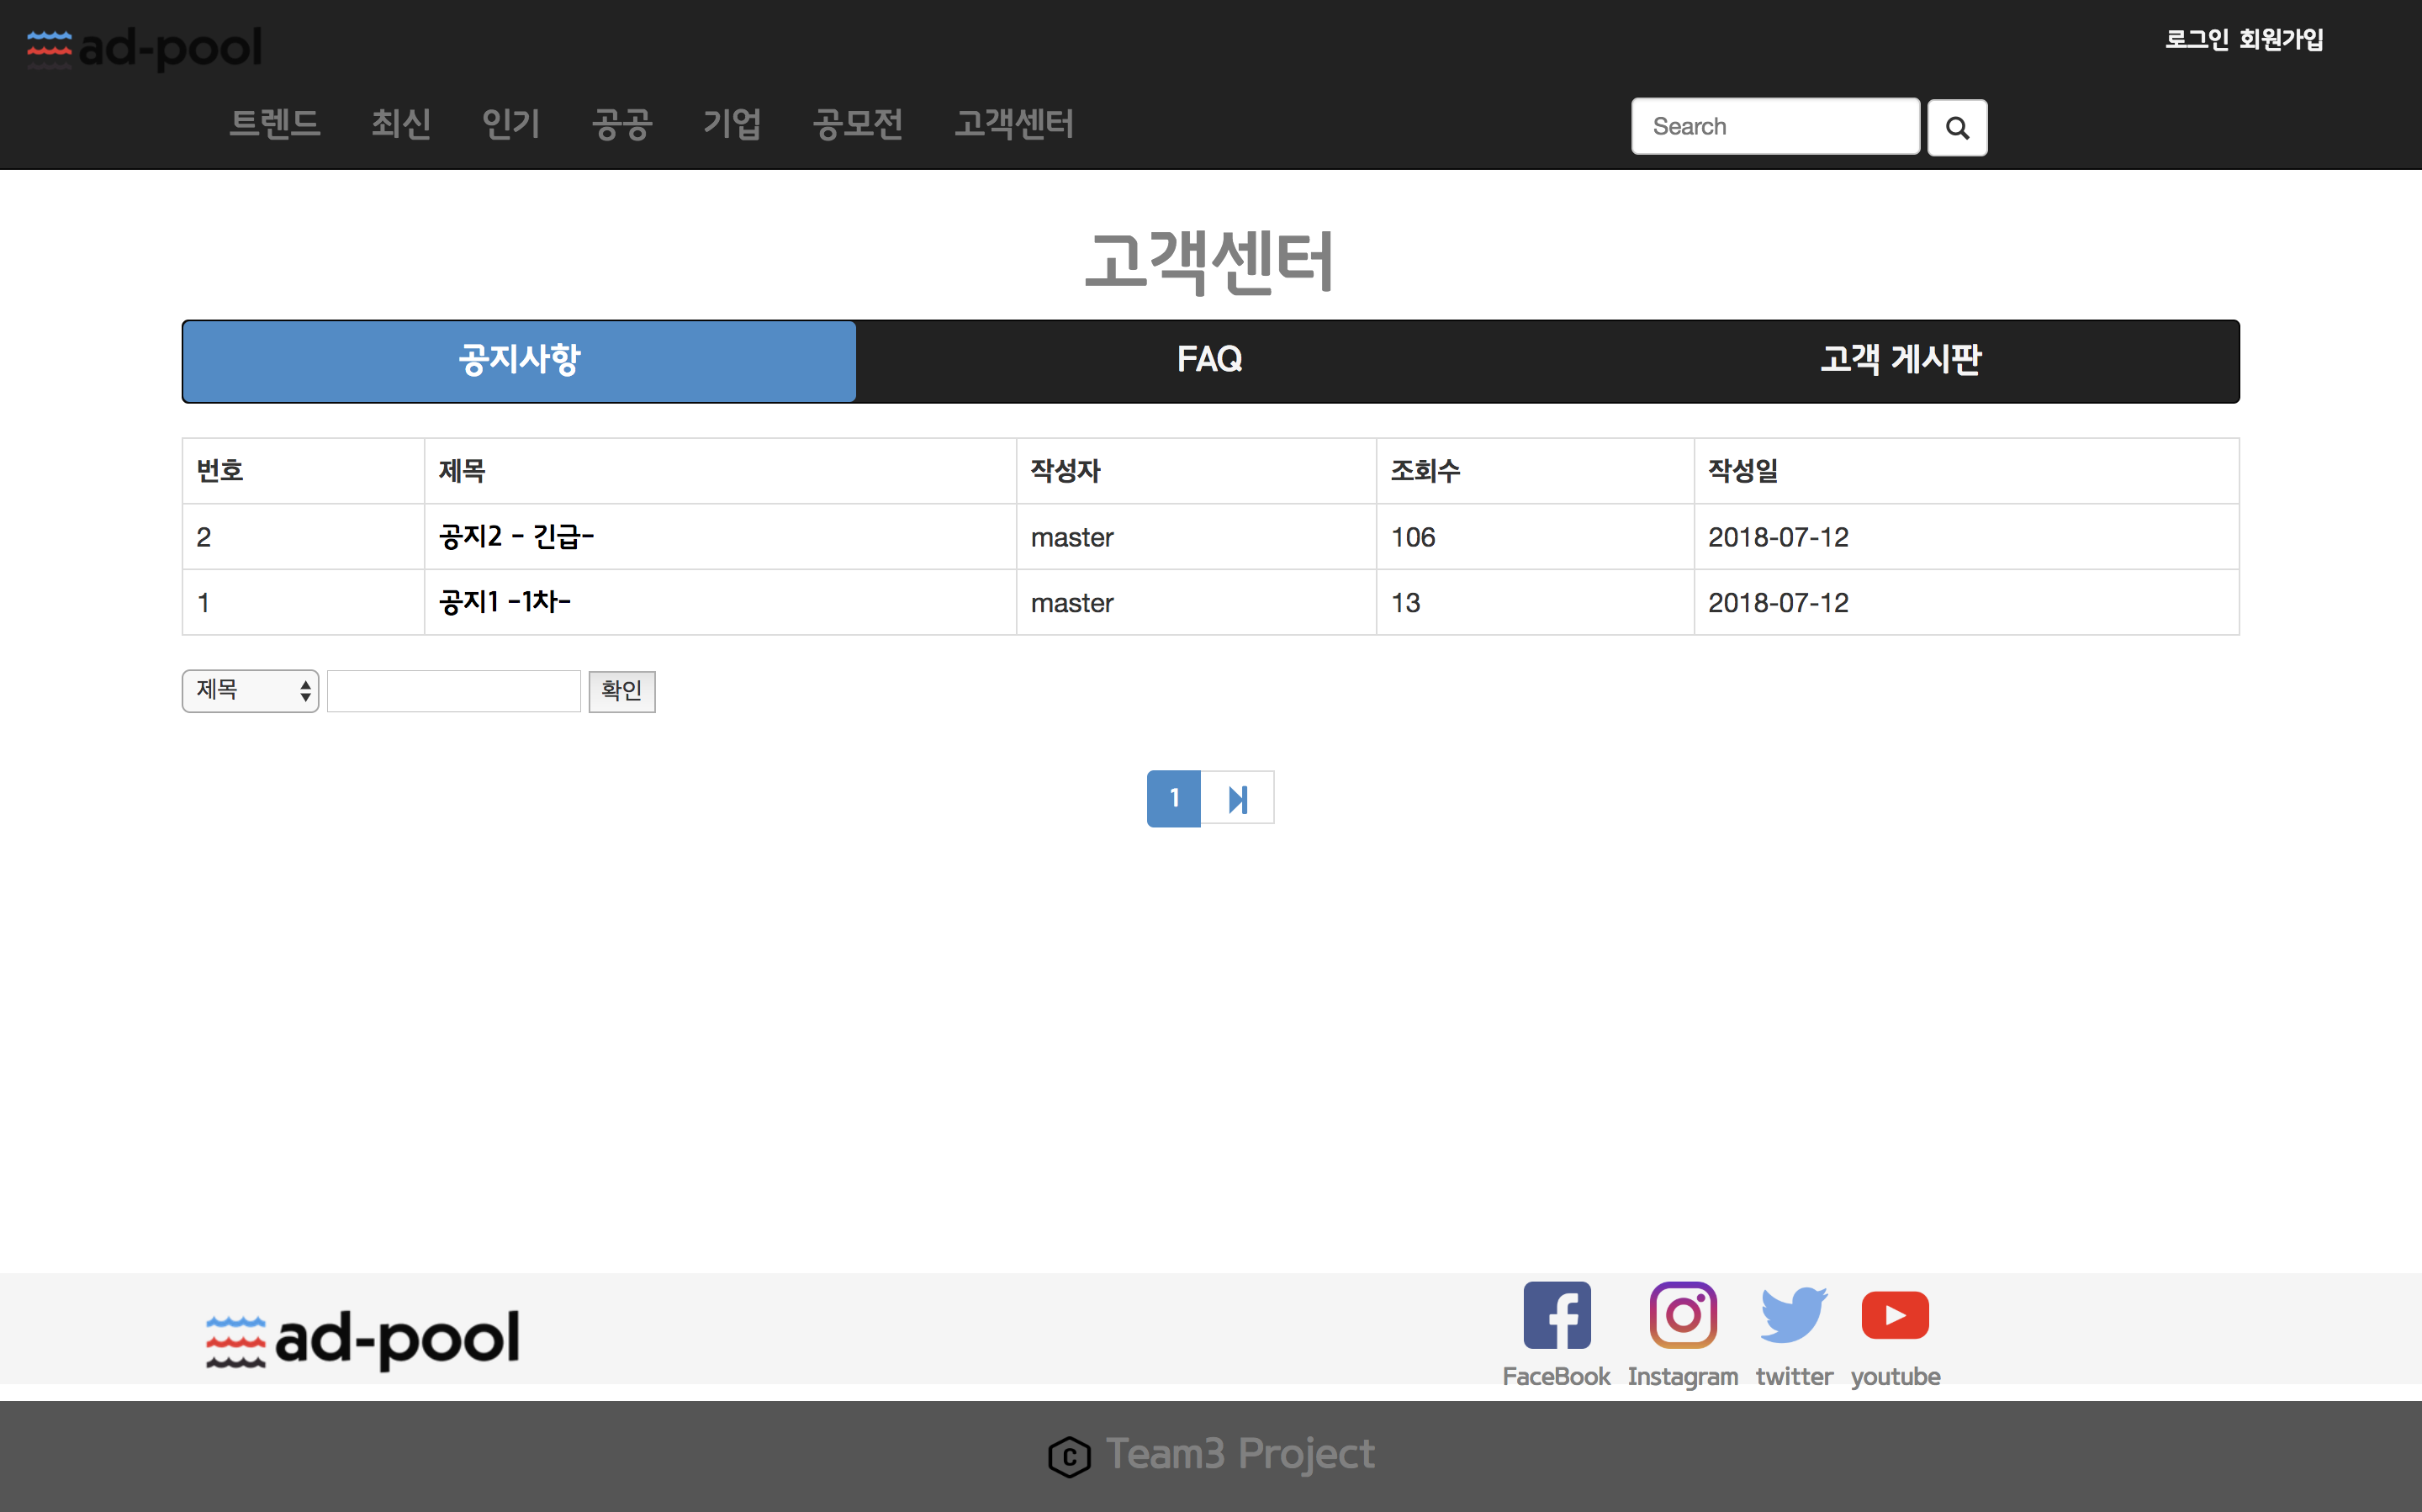 ad-pool
로그인 회원가입
트렌드 최신 인기 공공 기업 공모전 고객센터
Search
고객센터
공지사항 FAQ 고객 게시판
번호 제목 작성자 조회수 작성일
2 공지2 - 긴급- master 106 2018-07-12
1 공지1 -1차- master 13 2018-07-12
제목 확인
1
ad-pool
FaceBook Instagram twitter youtube
C Team3 Project